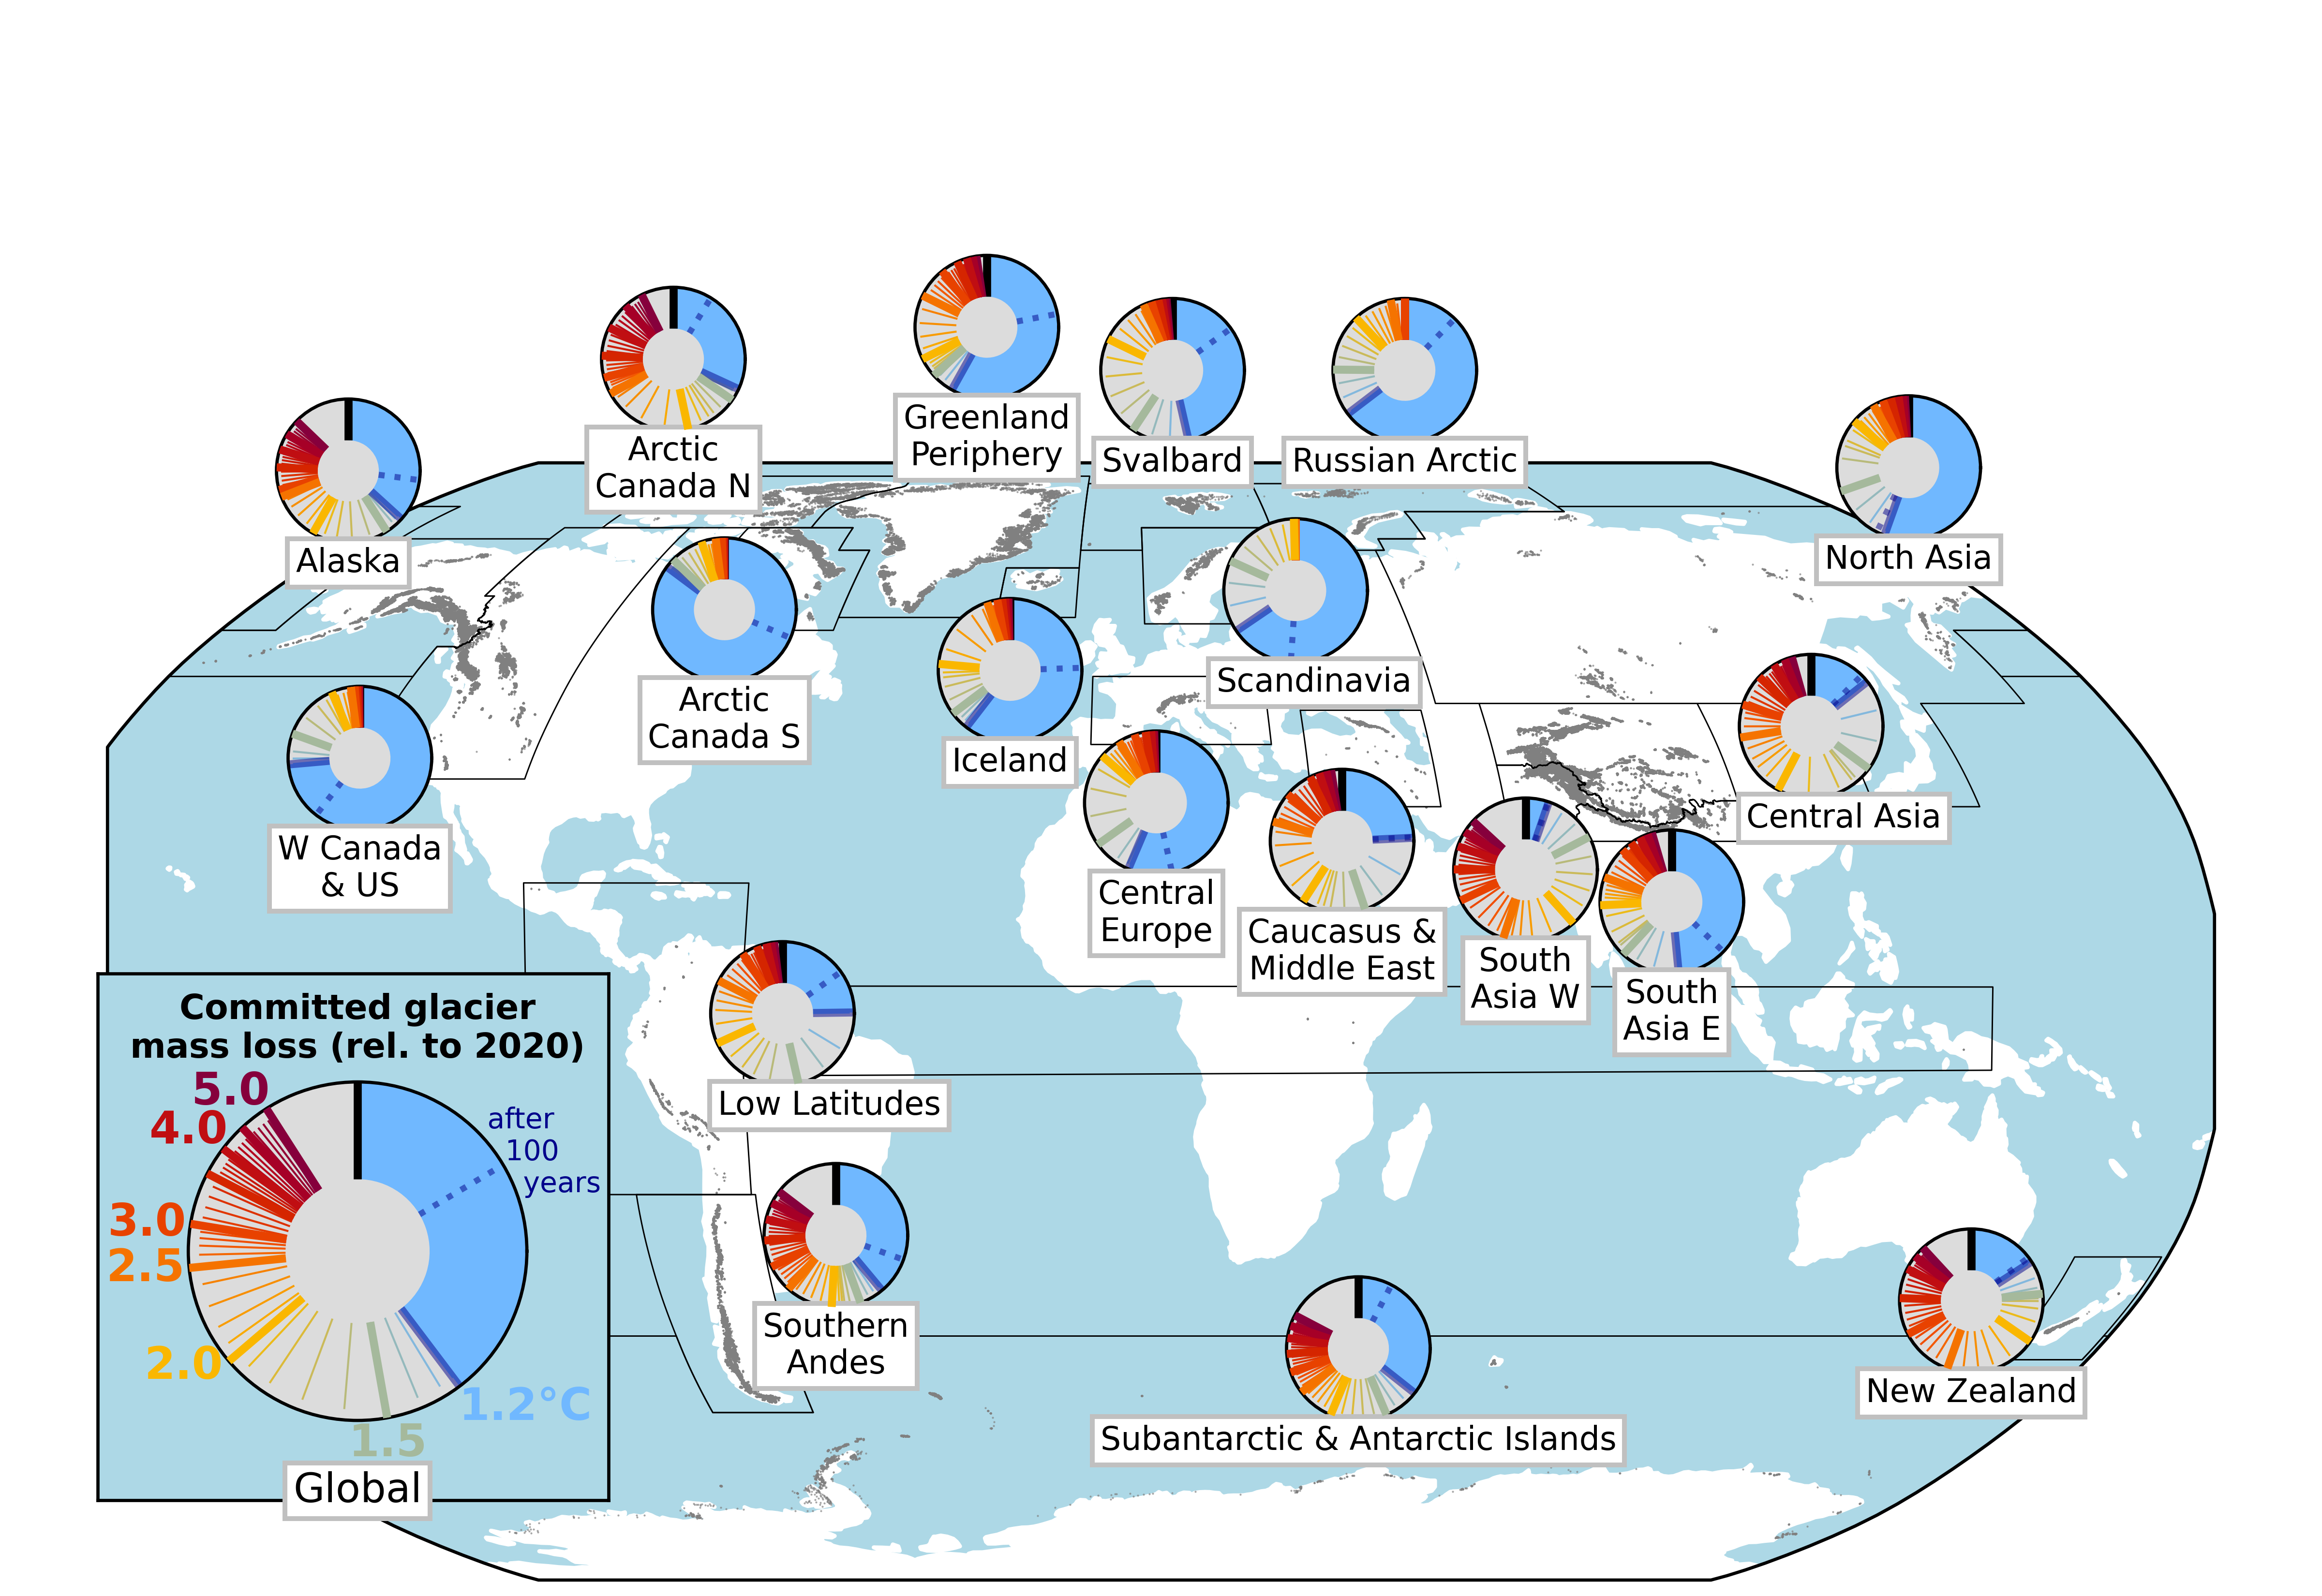 Arctic
Canada N
Greenland
Periphery
Svalbard
Russian Arctic
Alaska
North Asia
Arctic
Canada S
Scandinavia
Iceland
W Canada
& US
Central Asia
Central
Europe
Caucasus &
Middle East
South
Asia W
South
Asia E
Low Latitudes
Southern
Andes
Subantarctic & Antarctic Islands
New Zealand
Committed glacier
mass loss (rel. to 2020)
5.0
4.0
3.0
2.5
2.0
1.5
1.2°C
after
100
years
Global